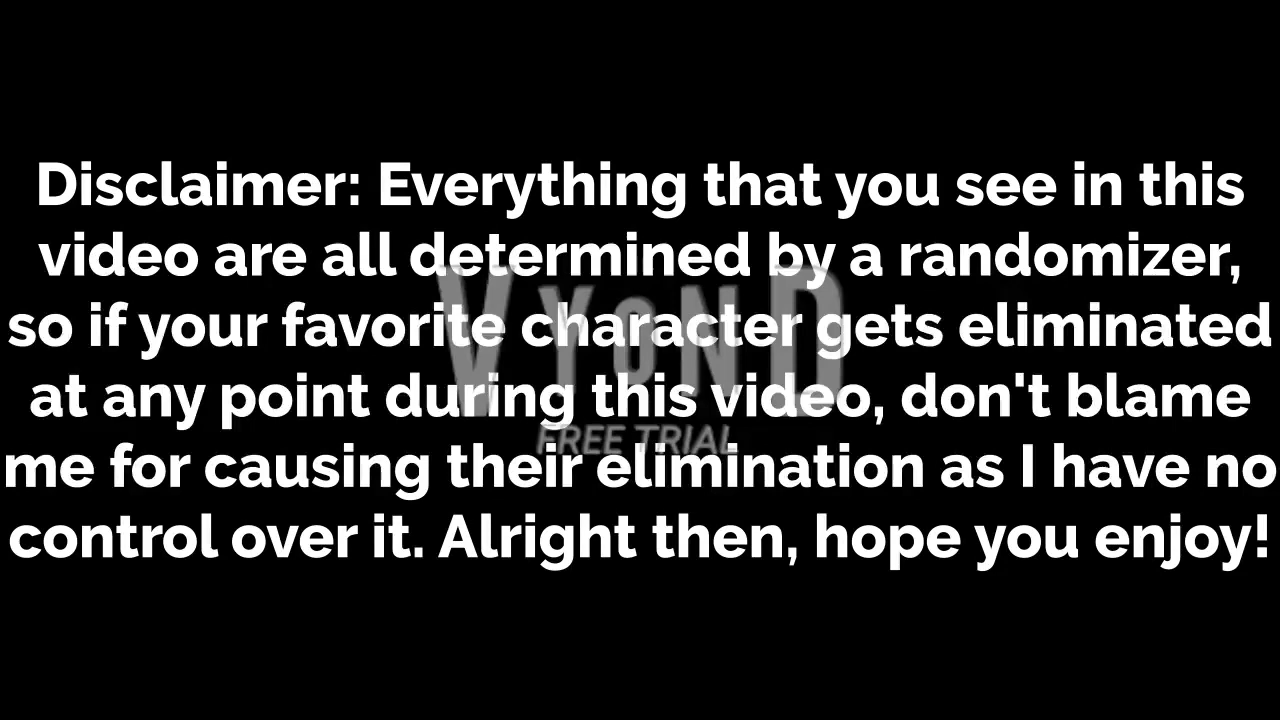 Disclaimer: Everything that you see in this
video are all determined by a randomizer,
so if your favorite character gets eliminated
at any point during this video, don't blame
me for causing their elimination as I have no
control over it. Alright then, hope you enjoy!
VYOND
FREE TRIAL